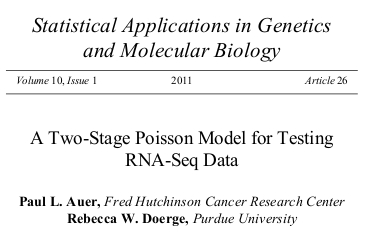 Statistical Applications in Genetics
and Molecular Biology
Volume 10, Issue 1 2011 Article 26
A Two-Stage Poisson Model for Testing
RNA-Seq Data
Paul L. Auer, Fred Hutchinson Cancer Research Center
Rebecca W. Doerge, Purdue University